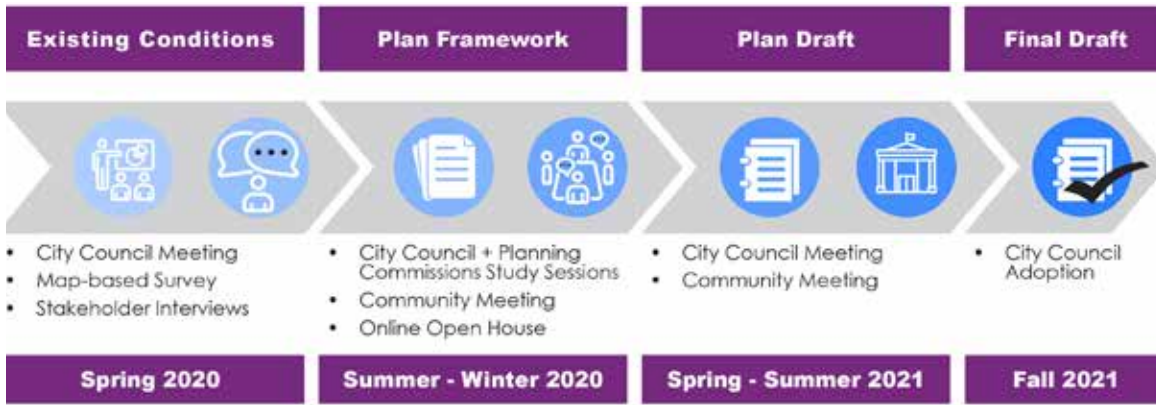 Existing Conditions
Plan Framework
Plan Draft
Final Draft
• City Council Meeting
• Map-based Survey
• Stakeholder Interviews
• City Council + Planning
Commissions Study Sessions
• Community Meeting
• Online Open House
• City Council Meeting
• Community Meeting
• City Council
Adoption
Spring 2020
Summer - Winter 2020
Spring - Summer 2021
Fall 2021